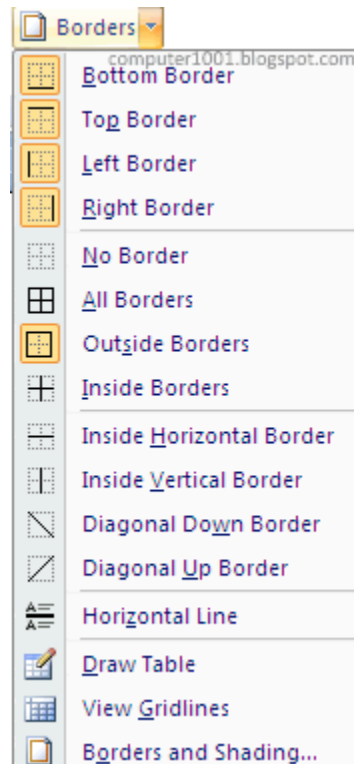 Borders
computer1001.blogspot.com
Bottom Border
Top Border
Left Border
Right Border
No Border
All Borders
Outside Borders
Inside Borders
Inside Horizontal Border
Inside Vertical Border
Diagonal Down Border
Diagonal Up Border
Horizontal Line
Draw Table
View Gridlines
Borders and Shading...